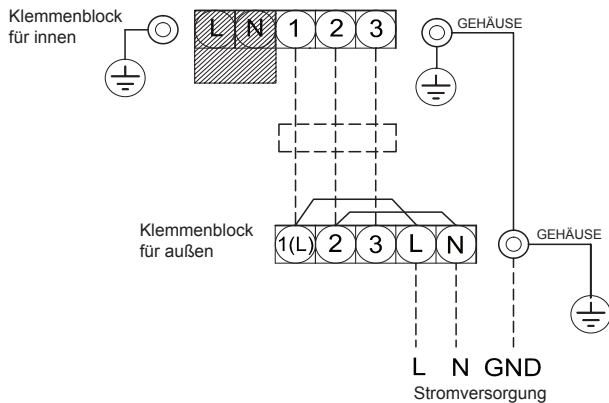 Klemmenblock
für innen
L N 1 2 3
GEHÄUSE
Klemmenblock
für außen
1(L) 2 3 L N
GEHÄUSE
L N GND
Stromversorgung